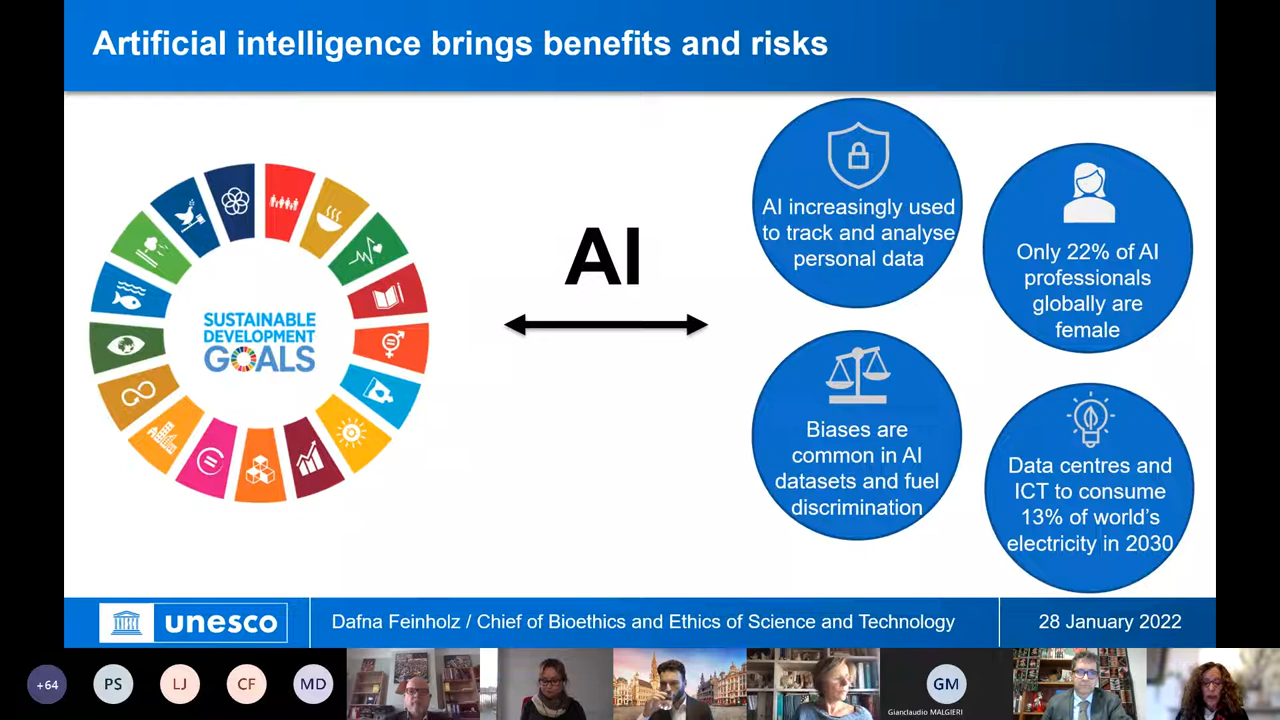 Artificial intelligence brings benefits and risks
SUSTAINABLE
DEVELOPMENT
GOALS
AI
AI increasingly used
to track and analyse
personal data
Only 22% of AI
professionals
globally are
female
Biases are
common in AI
datasets and fuel
discrimination
Data centres and
ICT to consume
13% of world's
electricity in 2030
unesco
Dafna Feinholz / Chief of Bioethics and Ethics of Science and Technology
28 January 2022
+64
PS
LJ
CF
MD
GM
Gianclaudio MALGIERI